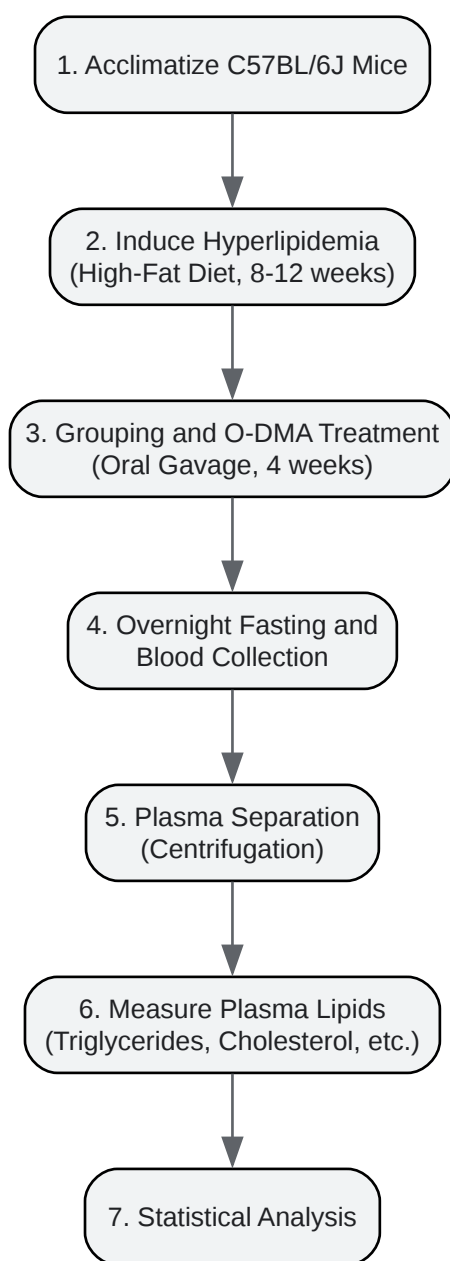 1. Acclimatize C57BL/6J Mice
2. Induce Hyperlipidemia
(High-Fat Diet, 8-12 weeks)
3. Grouping and O-DMA Treatment
(Oral Gavage, 4 weeks)
4. Overnight Fasting and
Blood Collection
5. Plasma Separation
(Centrifugation)
6. Measure Plasma Lipids
(Triglycerides, Cholesterol, etc.)
7. Statistical Analysis